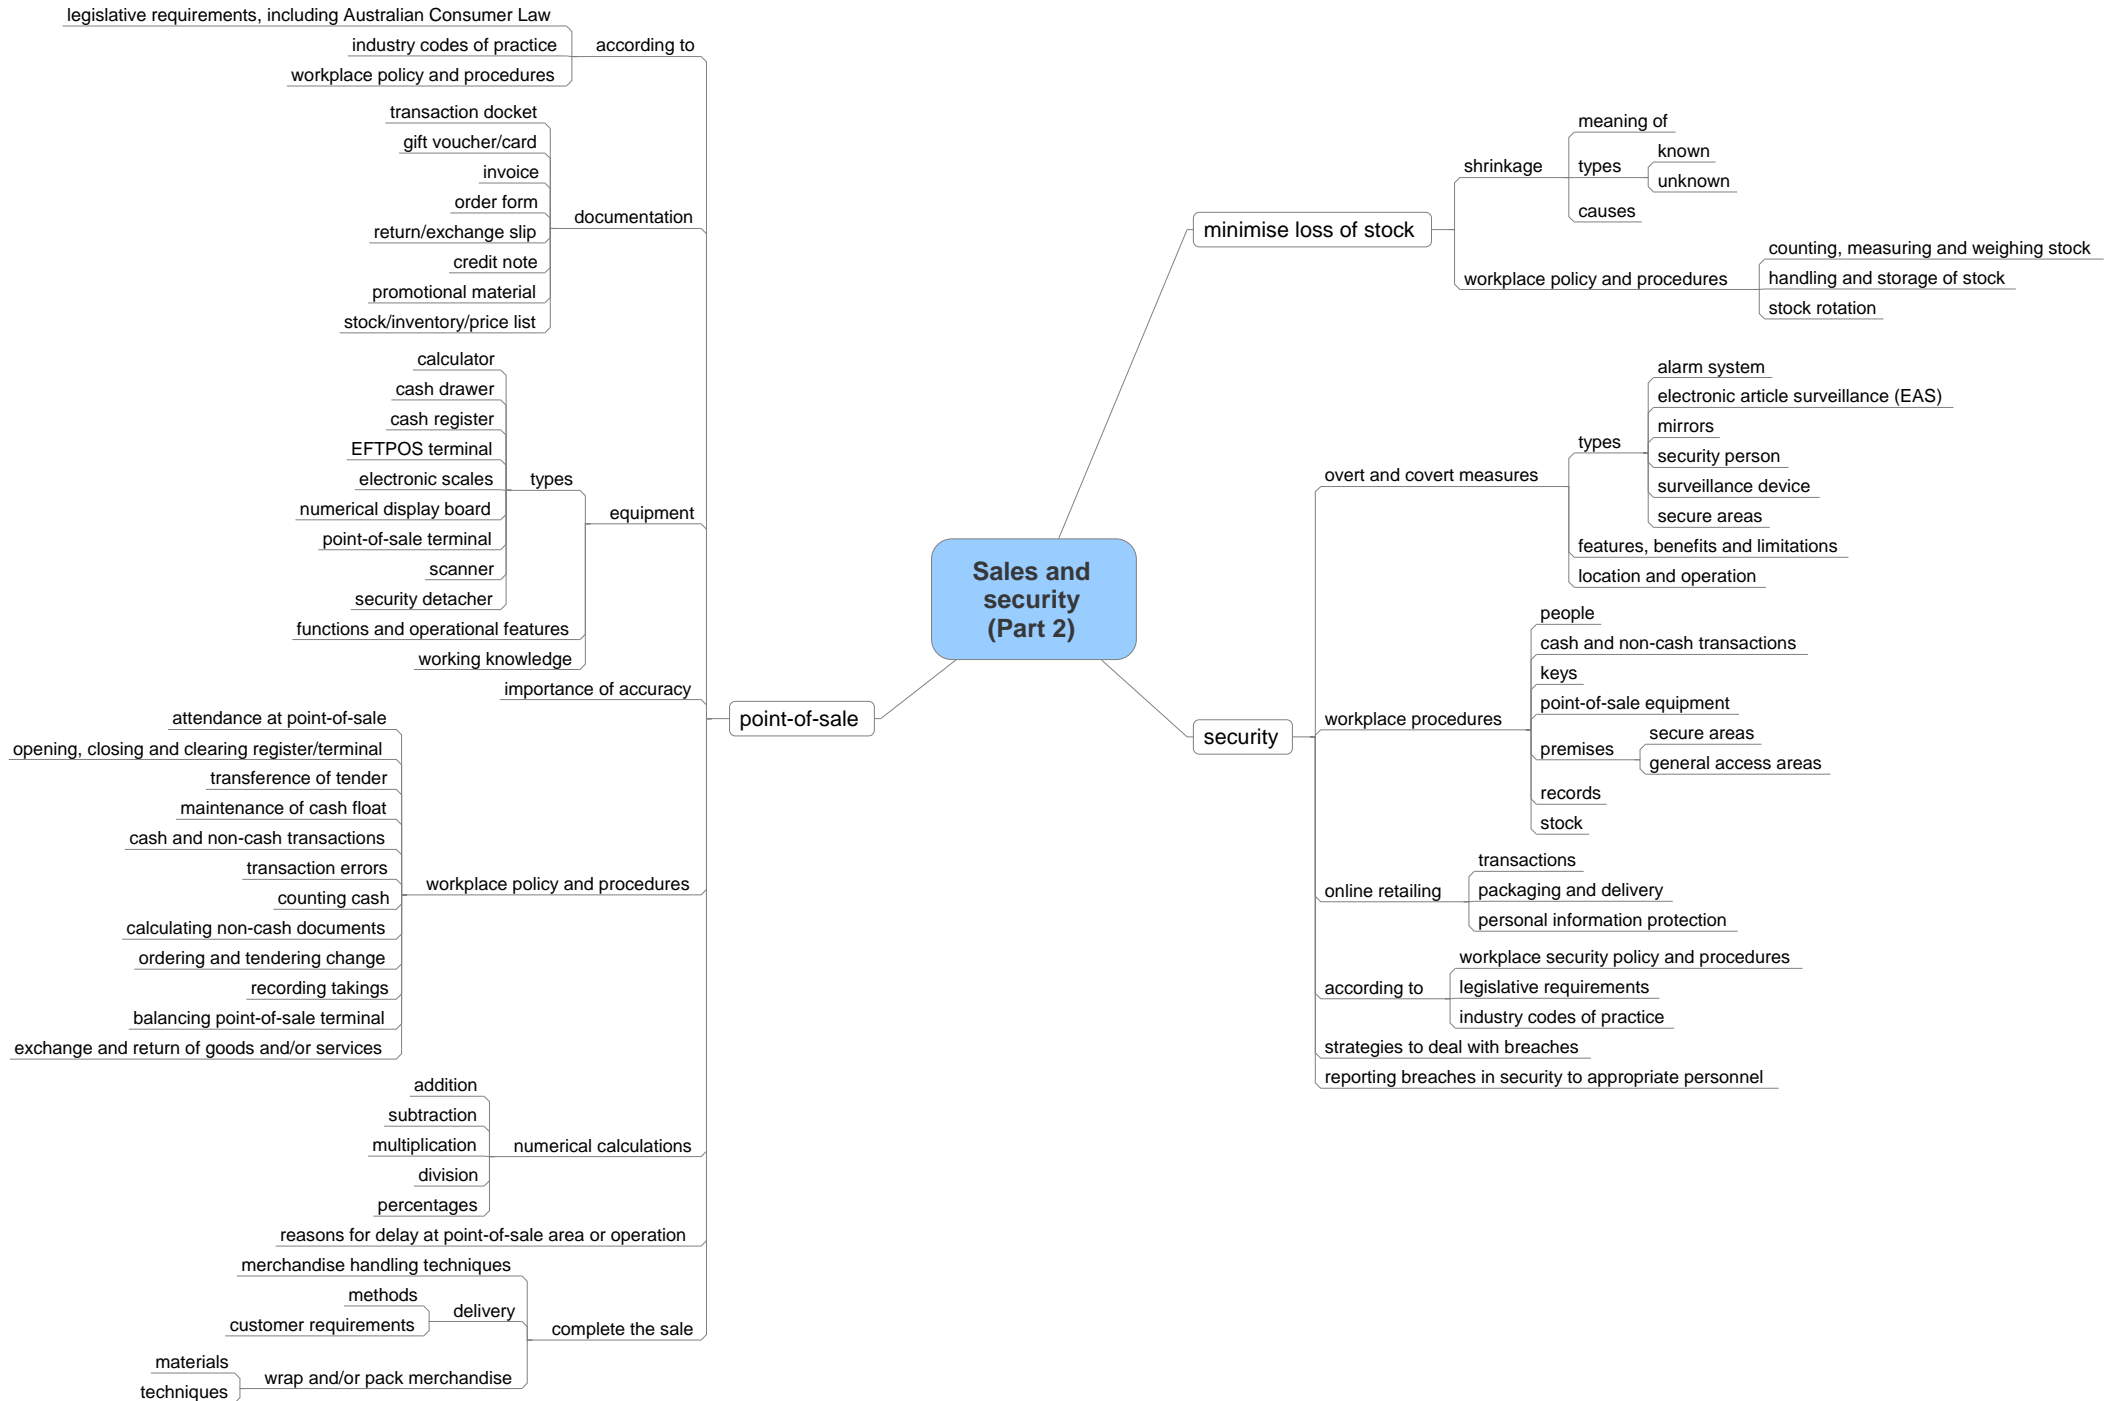 Sales and
security
(Part 2)
minimise loss of stock
shrinkage
meaning of
types
known
unknown
causes
workplace policy and procedures
counting, measuring and weighing stock
handling and storage of stock
stock rotation
security
overt and covert measures
types
alarm system
electronic article surveillance (EAS)
mirrors
security person
surveillance device
secure areas
features, benefits and limitations
location and operation
workplace procedures
people
cash and non-cash transactions
keys
point-of-sale equipment
premises
secure areas
general access areas
records
stock
online retailing
transactions
packaging and delivery
personal information protection
according to
workplace security policy and procedures
legislative requirements
industry codes of practice
strategies to deal with breaches
reporting breaches in security to appropriate personnel
point-of-sale
according to
legislative requirements, including Australian Consumer Law
industry codes of practice
workplace policy and procedures
documentation
transaction docket
gift voucher/card
invoice
order form
return/exchange slip
credit note
promotional material
stock/inventory/price list
equipment
types
calculator
cash drawer
cash register
EFTPOS terminal
electronic scales
numerical display board
point-of-sale terminal
scanner
security detacher
functions and operational features
working knowledge
importance of accuracy
workplace policy and procedures
attendance at point-of-sale
opening, closing and clearing register/terminal
transference of tender
maintenance of cash float
cash and non-cash transactions
transaction errors
counting cash
calculating non-cash documents
ordering and tendering change
recording takings
balancing point-of-sale terminal
exchange and return of goods and/or services
numerical calculations
addition
subtraction
multiplication
division
percentages
reasons for delay at point-of-sale area or operation
complete the sale
merchandise handling techniques
delivery
methods
customer requirements
wrap and/or pack merchandise
materials
techniques